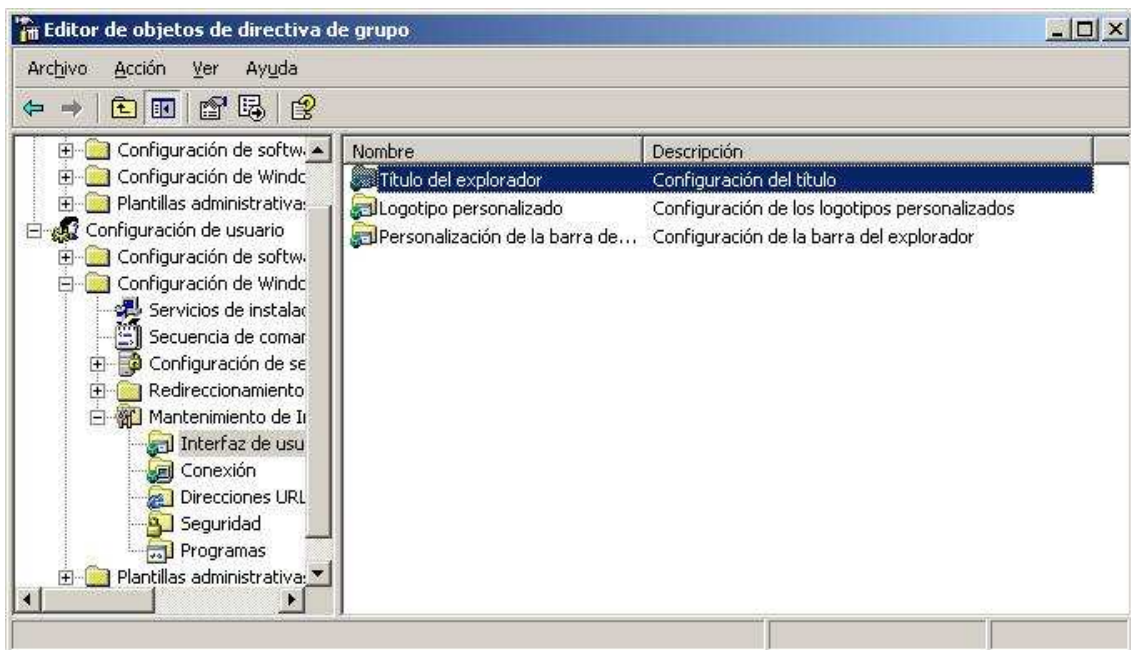 Editor de objetos de directiva de grupo
Archivo Acción Ver Ayuda
Configuración de softw
Configuración de Windc
Plantillas administrativa
Configuración de usuario
Configuración de softw
Configuración de Windc
Servicios de instalac
Secuencia de comar
Configuración de se
Redireccionamiento
Mantenimiento de I
Interfaz de usu
Conexión
Direcciones URL
Seguridad
Programas
Plantillas administrativa
Nombre Descripción
Título del explorador Configuración del título
Logotipo personalizado Configuración de los logotipos personalizados
Personalización de la barra de... Configuración de la barra del explorador